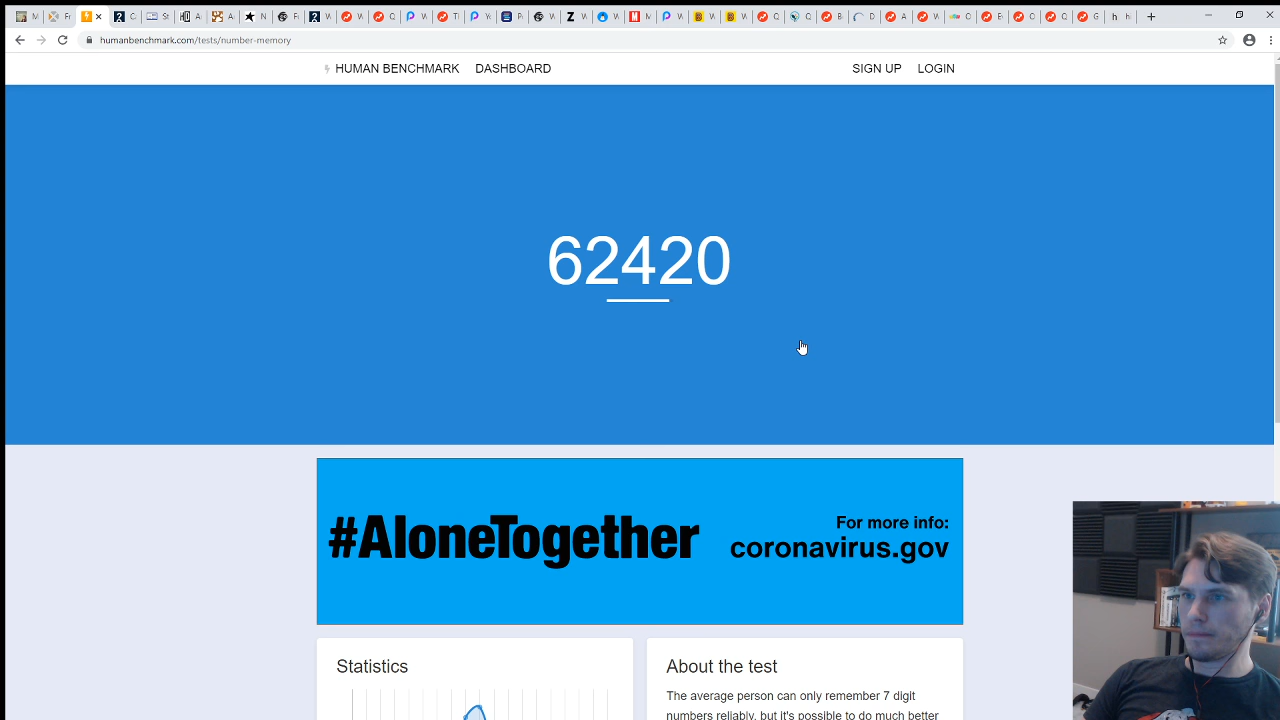 humanbenchmark.com/tests/number-memory
HUMAN BENCHMARK DASHBOARD SIGN UP LOGIN
62420
#AloneTogether
For more info:
coronavirus.gov
Statistics
About the test
The average person can only remember 7 digit
numbers reliably, but it's possible to do much better